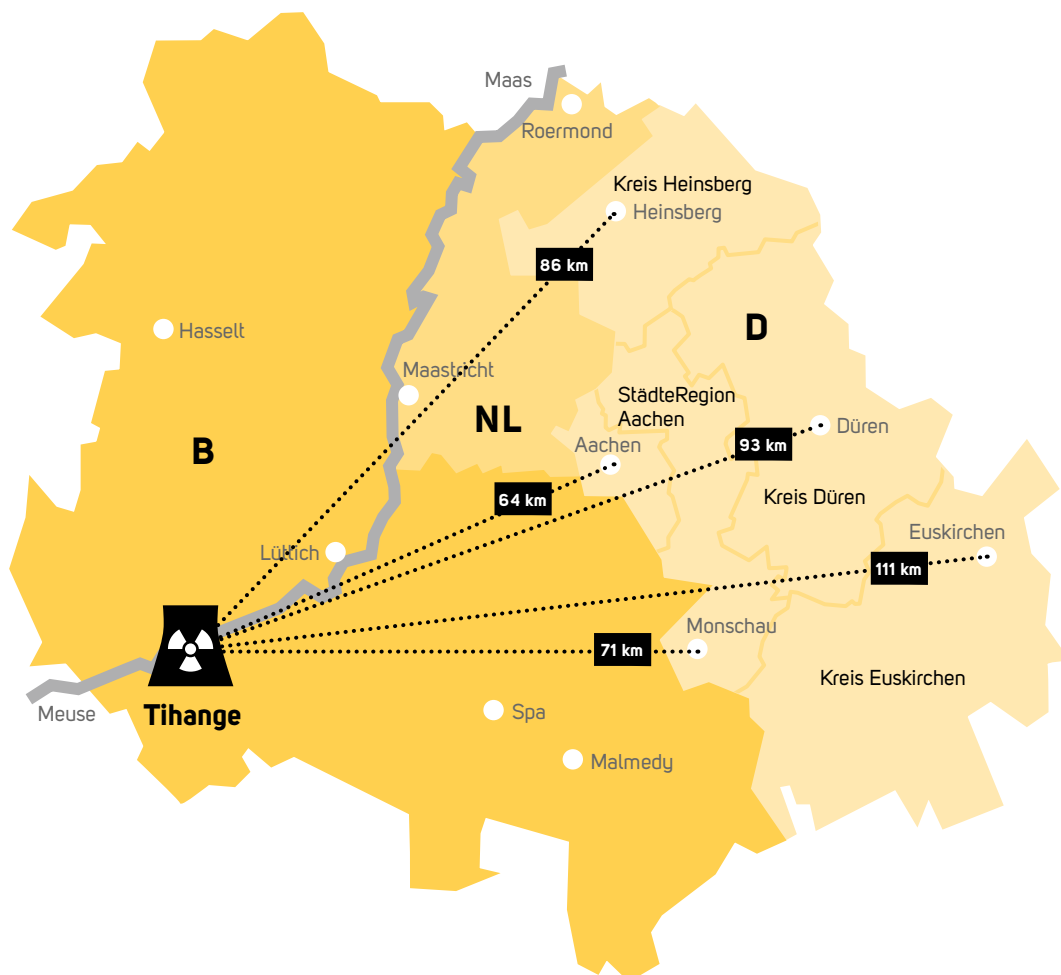 Maas
Roermond
Kreis Heinsberg
Heinsberg
86 km
Hasselt
D
Maastricht
StädteRegion
Aachen
NL
Düren
B
93 km
Aachen
64 km
Kreis Düren
Euskirchen
Lüttich
111 km
Monschau
71 km
Kreis Euskirchen
Meuse
Tihange
Spa
Malmedy